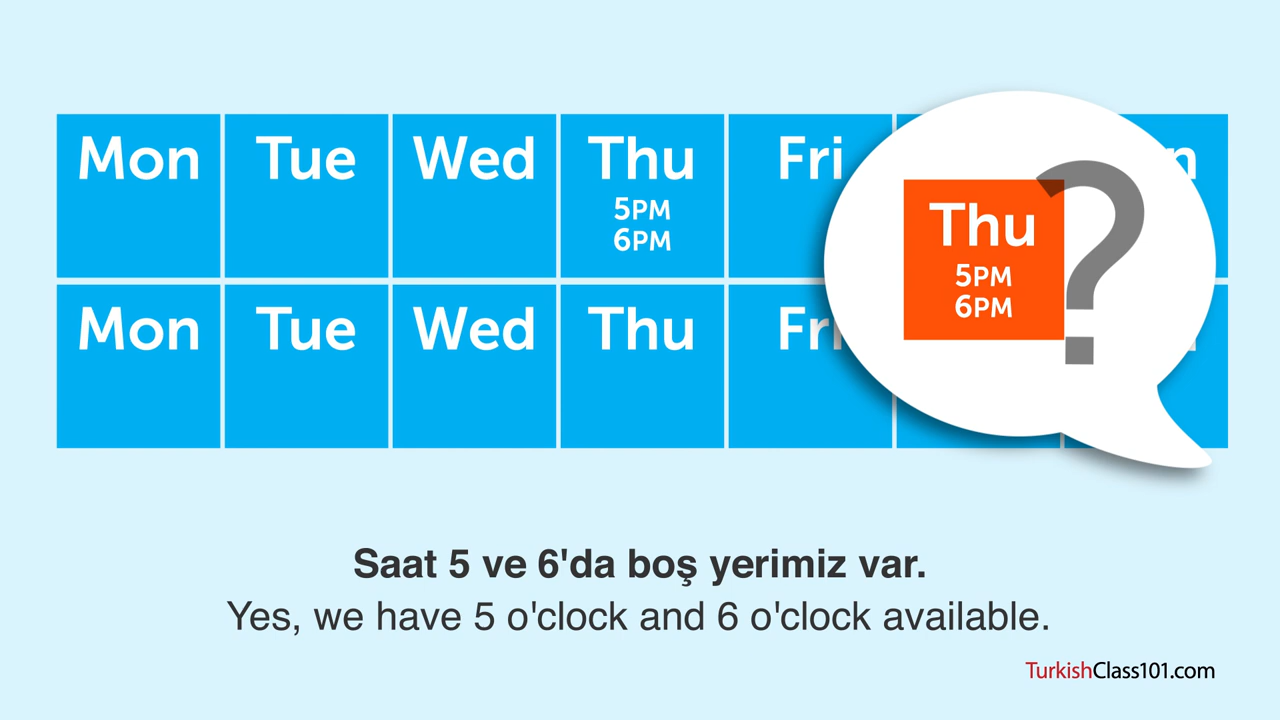 Mon Tue Wed Thu Fri
5PM
6PM
Thu
5PM
6PM
Mon Tue Wed Thu
Saat 5 ve 6'da boş yerimiz var.
Yes, we have 5 o'clock and 6 o'clock available.
TurkishClass101.com